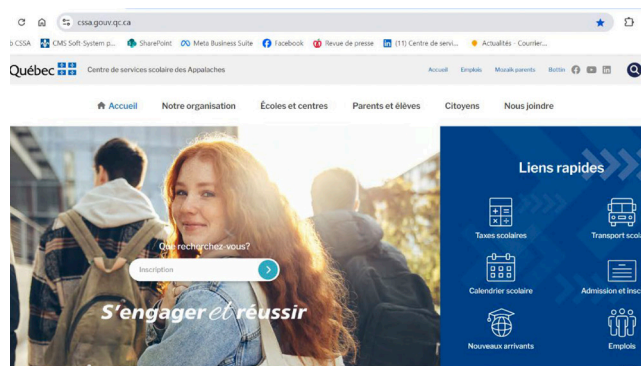 cssa.gouv.qc.ca
CSSA CMS Soft-System p... SharePoint Meta Business Suite Facebook Revue de presse (11) Centre de servi... Actualités - Courrier...
Québec Centre de services scolaire des Appalaches Accueil Emplois Mozaïk parents Bottin
Accueil Notre organisation Écoles et centres Parents et élèves Citoyens Nous joindre
Liens rapides
Que recherchez-vous?
Inscription
Taxes scolaires Transport scola
Calendrier scolaire Admission et insc
S'engager et réussir
Nouveaux arrivants Emplois